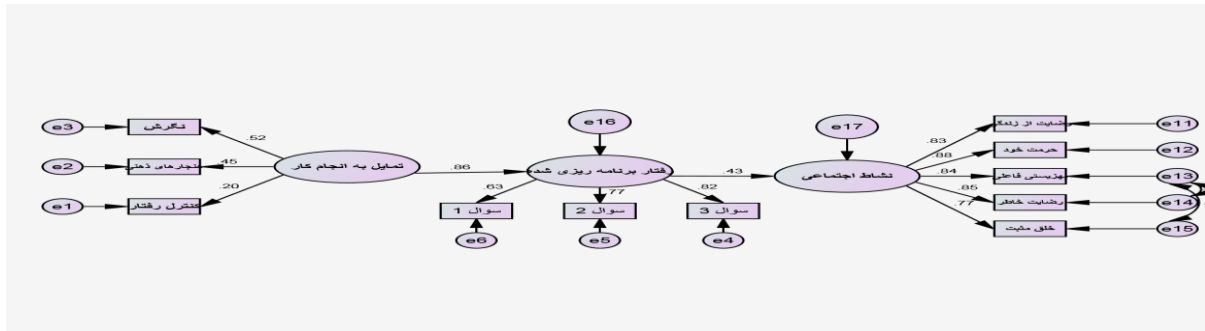 e3
نگرش
.52
e2
هنجارهای ذهنی
.45
e1
کنترل رفتار
.20
تمایل به انجام کار
.86
e16
رفتار برنامه ریزی شده
.63
سوال 1
e6
.77
سوال 2
e5
.82
سوال 3
e4
.43
e17
نشاط اجتماعی
.83
رضایت از زندگی
e11
.88
حرمت خود
e12
.84
بهزیستی فاعلی
e13
.85
رضایت خاطر
e14
.77
خلق مثبت
e15